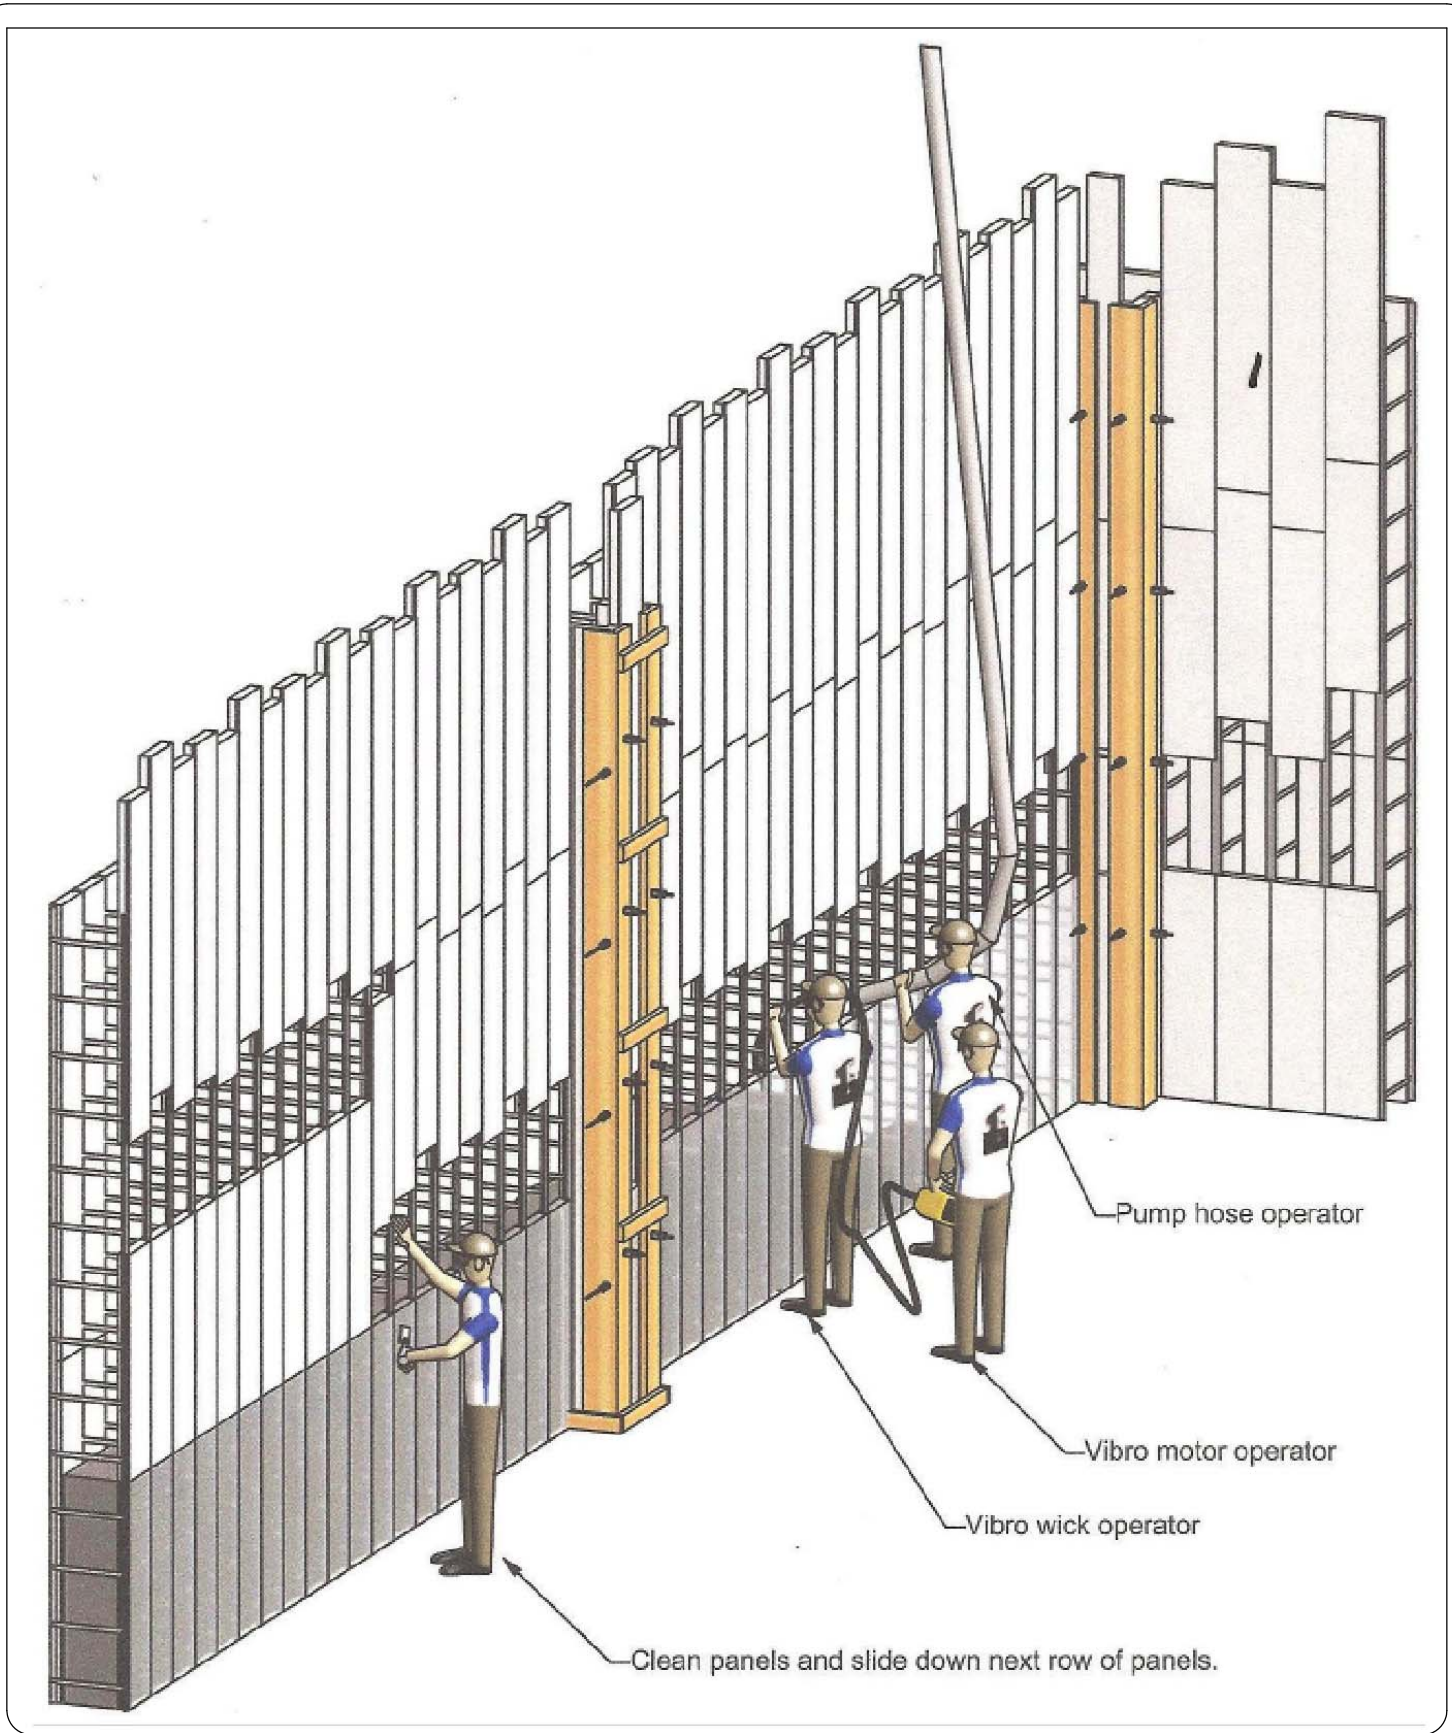 Pump hose operator
Vibro motor operator
Vibro wick operator
Clean panels and slide down next row of panels.